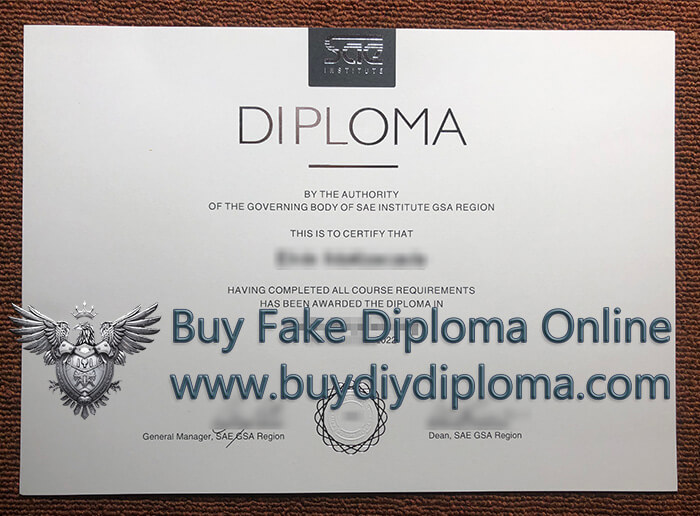 SAE
INSTITUTE
DIPLOMA
BY THE AUTHORITY
OF THE GOVERNING BODY OF SAE INSTITUTE GSA REGION
THIS IS TO CERTIFY THAT
HAVING COMPLETED ALL COURSE REQUIREMENTS
HAS BEEN AWARDED THE DIPLOMA IN
Buy Fake Diploma Online
2022
www.buydiydiploma.com
General Manager, SAE GSA Region
Dean, SAE GSA Region